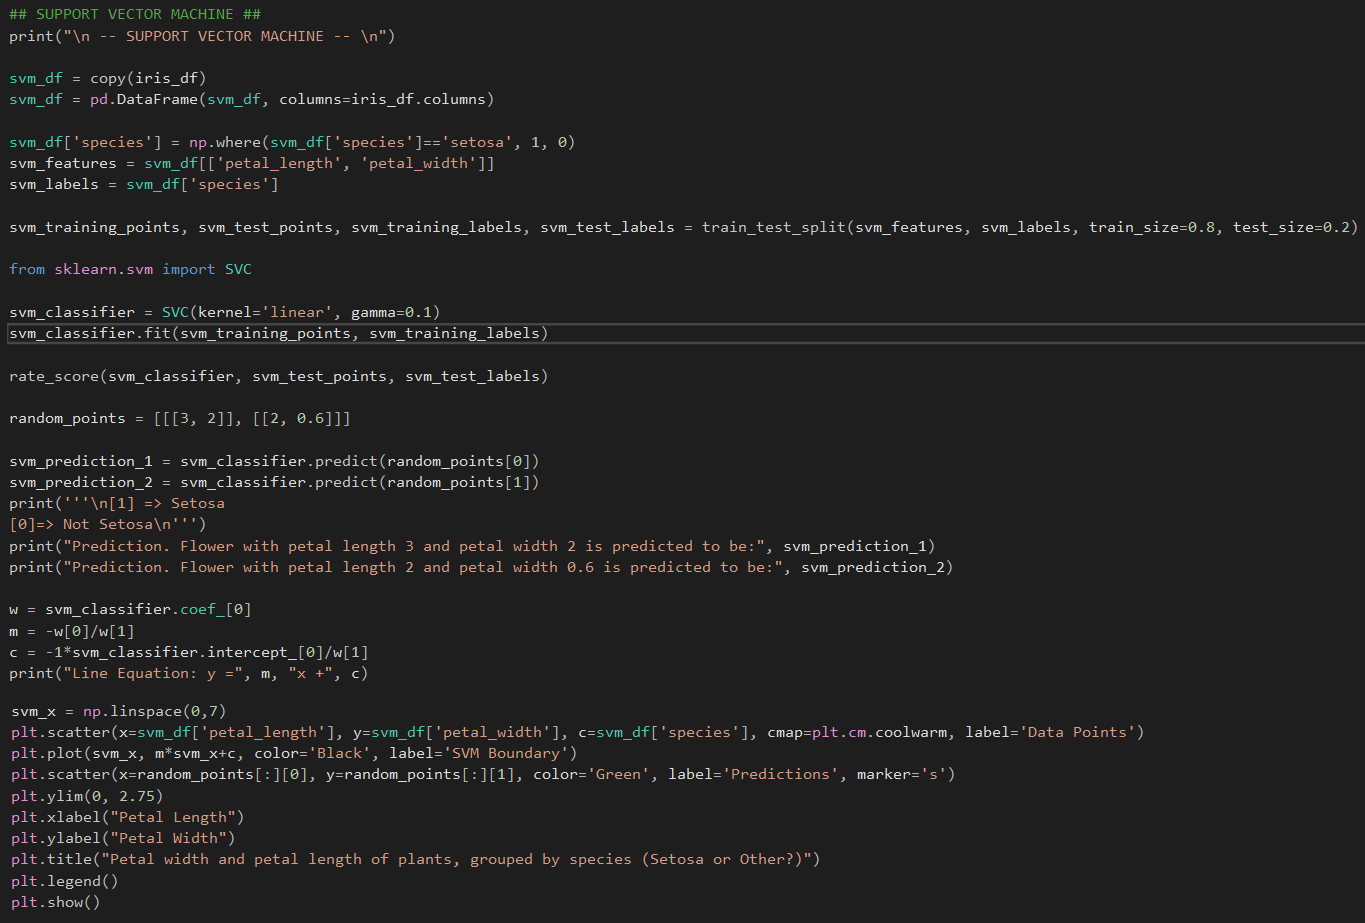 ## SUPPORT VECTOR MACHINE ##
print("\n -- SUPPORT VECTOR MACHINE -- \n")
svm_df = copy(iris_df)
svm_df = pd.DataFrame(svm_df, columns=iris_df.columns)
svm_df['species'] = np.where(svm_df['species']=='setosa', 1, 0)
svm_features = svm_df[['petal_length', 'petal_width']]
svm_labels = svm_df['species']
svm_training_points, svm_test_points, svm_training_labels, svm_test_labels = train_test_split(svm_features, svm_labels, train_size=0.8, test_size=0.2)
from sklearn.svm import SVC
svm_classifier = SVC(kernel='linear', gamma=0.1)
svm_classifier.fit(svm_training_points, svm_training_labels)
rate_score(svm_classifier, svm_test_points, svm_test_labels)
random_points = [[[3, 2]], [[2, 0.6]]]
svm_prediction_1 = svm_classifier.predict(random_points[0])
svm_prediction_2 = svm_classifier.predict(random_points[1])
print('''\n[1] => Setosa
[0]=> Not Setosa\n''')
print("Prediction. Flower with petal length 3 and petal width 2 is predicted to be:", svm_prediction_1)
print("Prediction. Flower with petal length 2 and petal width 0.6 is predicted to be:", svm_prediction_2)
w = svm_classifier.coef_[0]
m = -w[0]/w[1]
c = -1*svm_classifier.intercept_[0]/w[1]
print("Line Equation: y =", m, "x +", c)
svm_x = np.linspace(0,7)
plt.scatter(x=svm_df['petal_length'], y=svm_df['petal_width'], c=svm_df['species'], cmap=plt.cm.coolwarm, label='Data Points')
plt.plot(svm_x, m*svm_x+c, color='Black', label='SVM Boundary')
plt.scatter(x=random_points[:][0], y=random_points[:][1], color='Green', label='Predictions', marker='s')
plt.ylim(0, 2.75)
plt.xlabel("Petal Length")
plt.ylabel("Petal Width")
plt.title("Petal width and petal length of plants, grouped by species (Setosa or Other?)")
plt.legend()
plt.show()